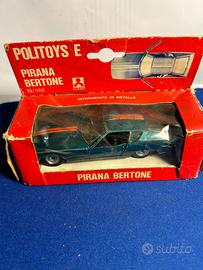 POLITOYS E
PIRANA
BERTONE
INTERAMENTE IN METALLO
PIRANA BERTONE
subito